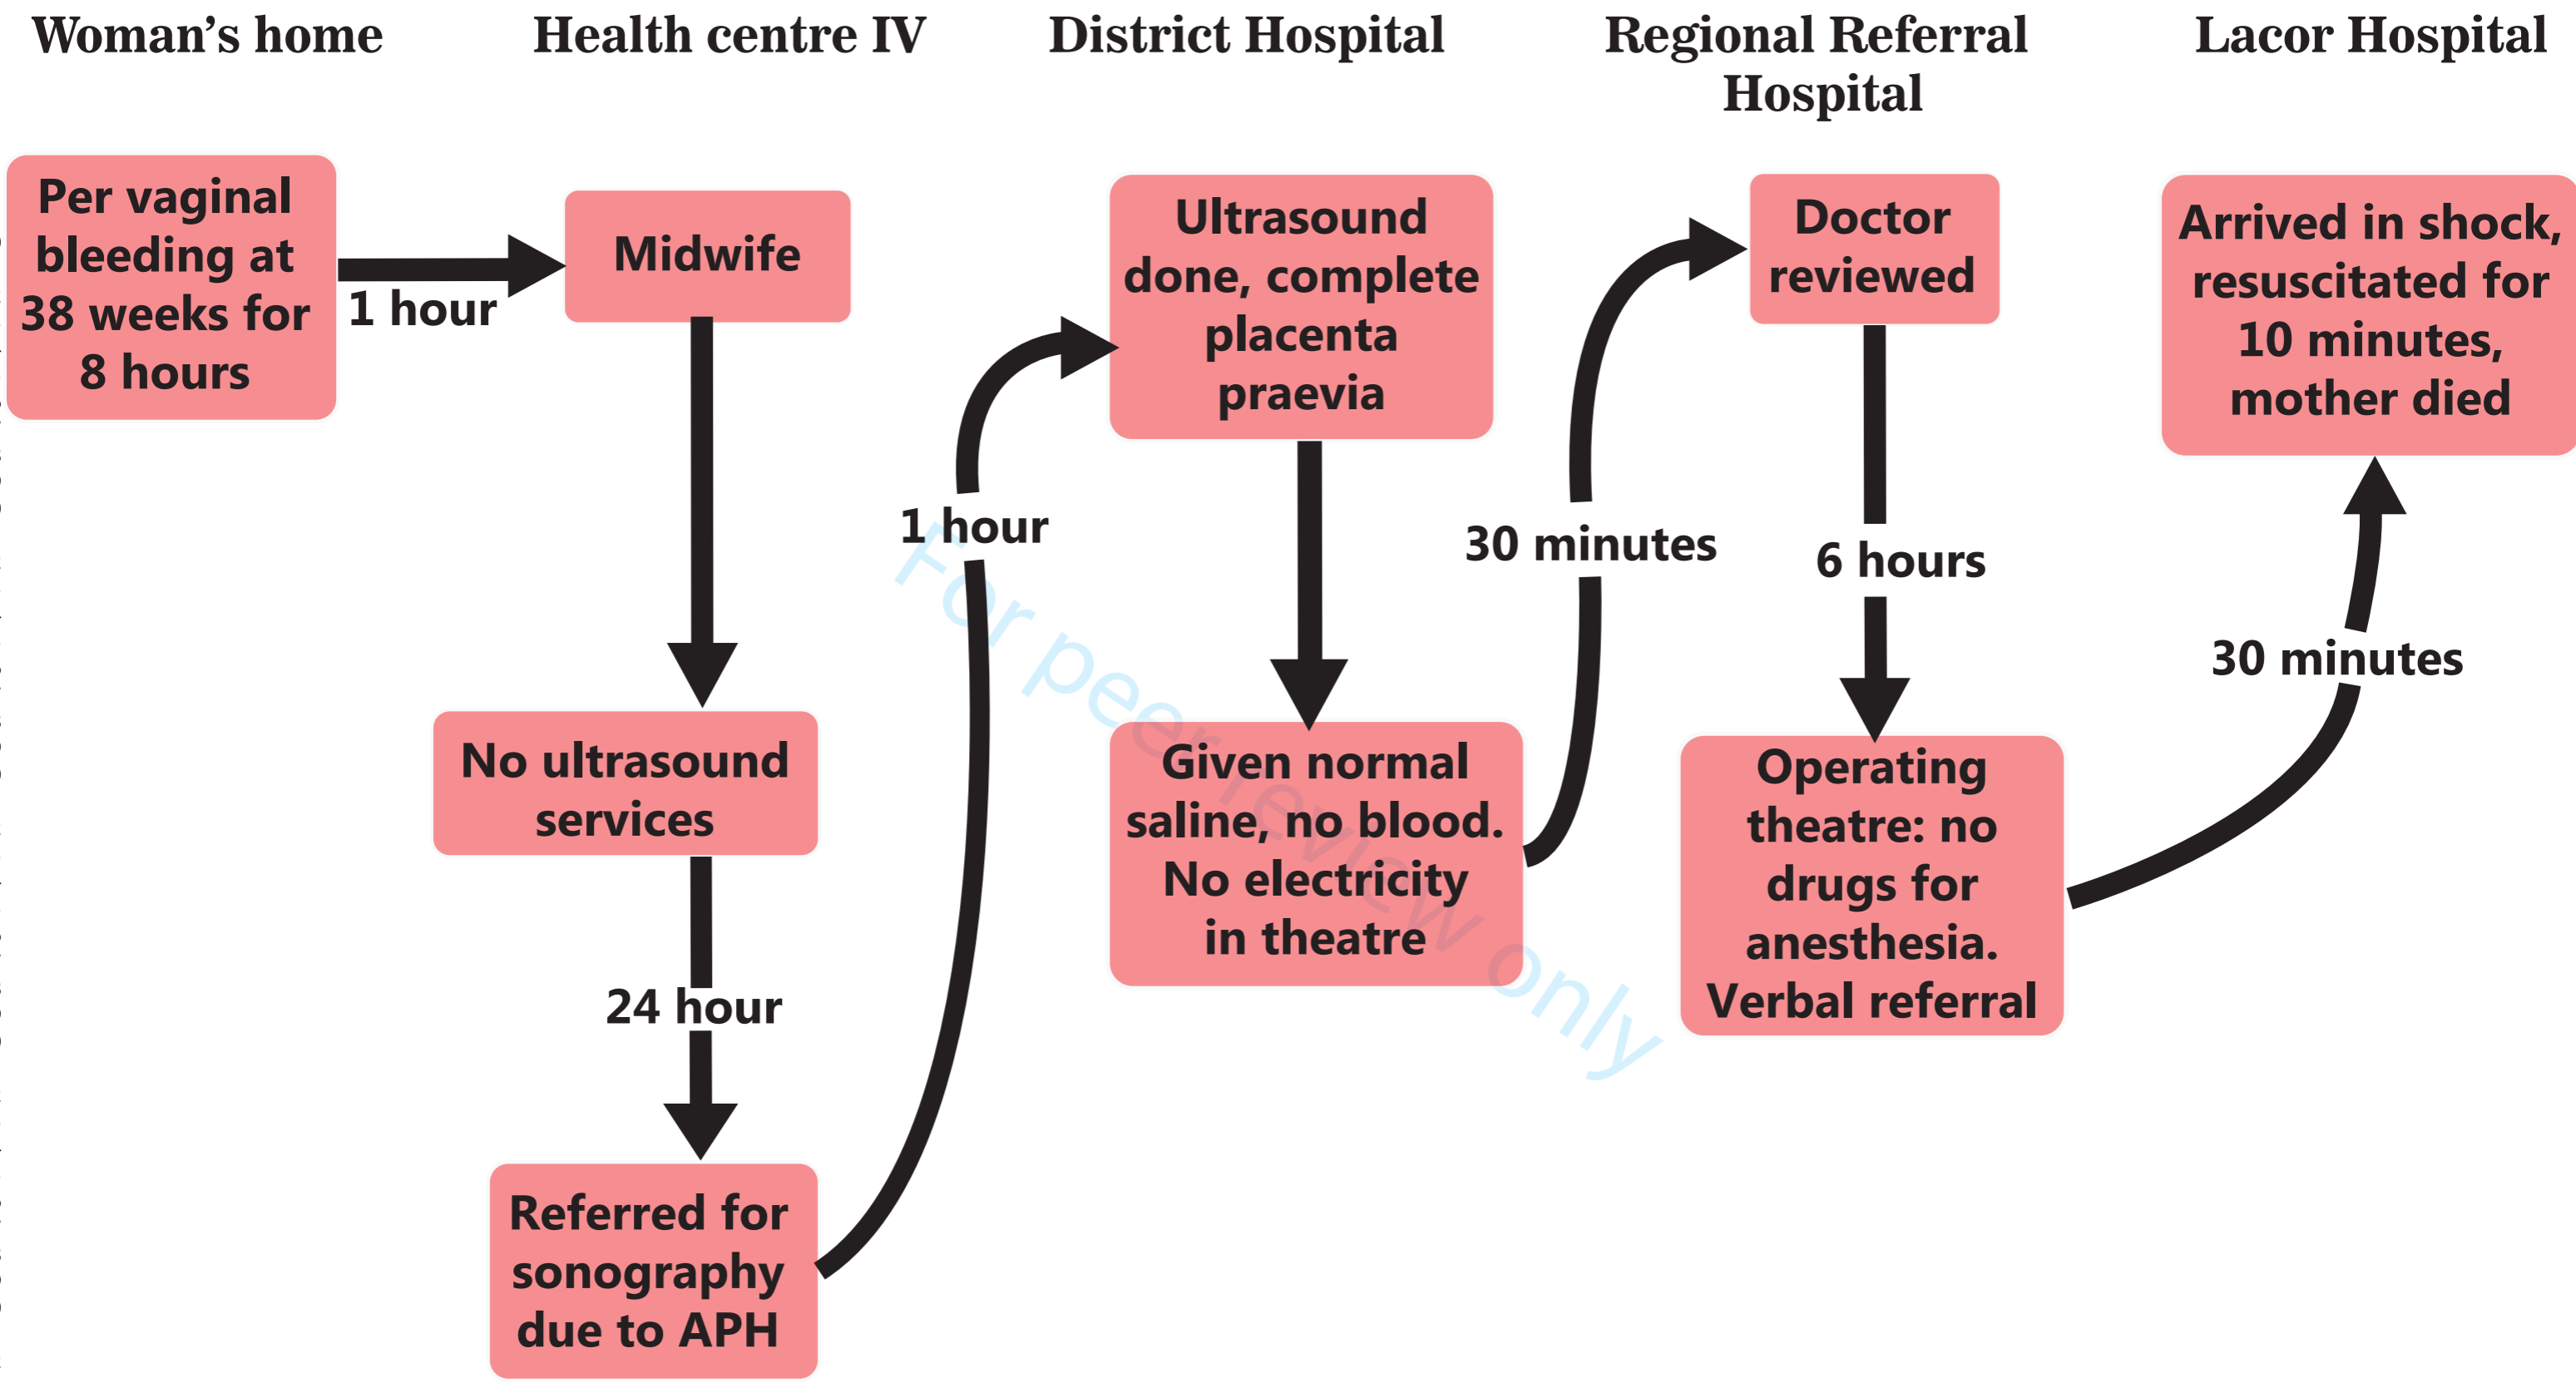 Woman's home
Health centre IV
District Hospital
Regional Referral
Hospital
Lacor Hospital
Per vaginal
bleeding at
38 weeks for
8 hours
1 hour
Midwife
No ultrasound
services
24 hour
Referred for
sonography
due to APH
1 hour
Ultrasound
done, complete
placenta
praevia
Given normal
saline, no blood.
No electricity
in theatre
30 minutes
Doctor
reviewed
6 hours
Operating
theatre: no
drugs for
anesthesia.
Verbal referral
30 minutes
Arrived in shock,
resuscitated for
10 minutes,
mother died
For peer review only